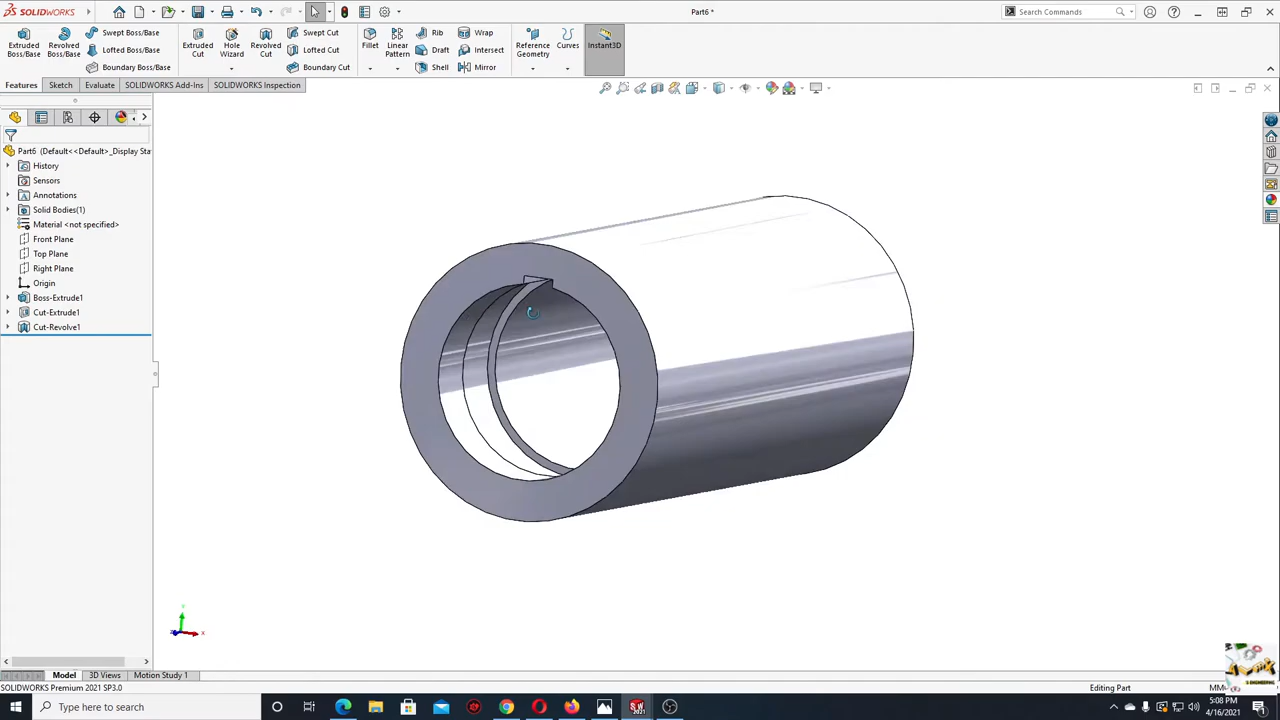 SOLIDWORKS
Part6 *
Search Commands
Extruded Boss/Base
Revolved Boss/Base
Swept Boss/Base
Lofted Boss/Base
Boundary Boss/Base
Extruded Cut
Hole Wizard
Revolved Cut
Swept Cut
Lofted Cut
Boundary Cut
Fillet
Linear Pattern
Rib
Draft
Shell
Wrap
Intersect
Mirror
Reference Geometry
Curves
Instant3D
Features
Sketch
Evaluate
SOLIDWORKS Add-Ins
SOLIDWORKS Inspection
Part6 (Default<<Default>_Display Sta
History
Sensors
Annotations
Solid Bodies(1)
Material <not specified>
Front Plane
Top Plane
Right Plane
Origin
Boss-Extrude1
Cut-Extrude1
Cut-Revolve1
Y
X
Model
3D Views
Motion Study 1
SOLIDWORKS Premium 2021 SP3.0
Editing Part
Type here to search
5:08 PM
4/16/2021